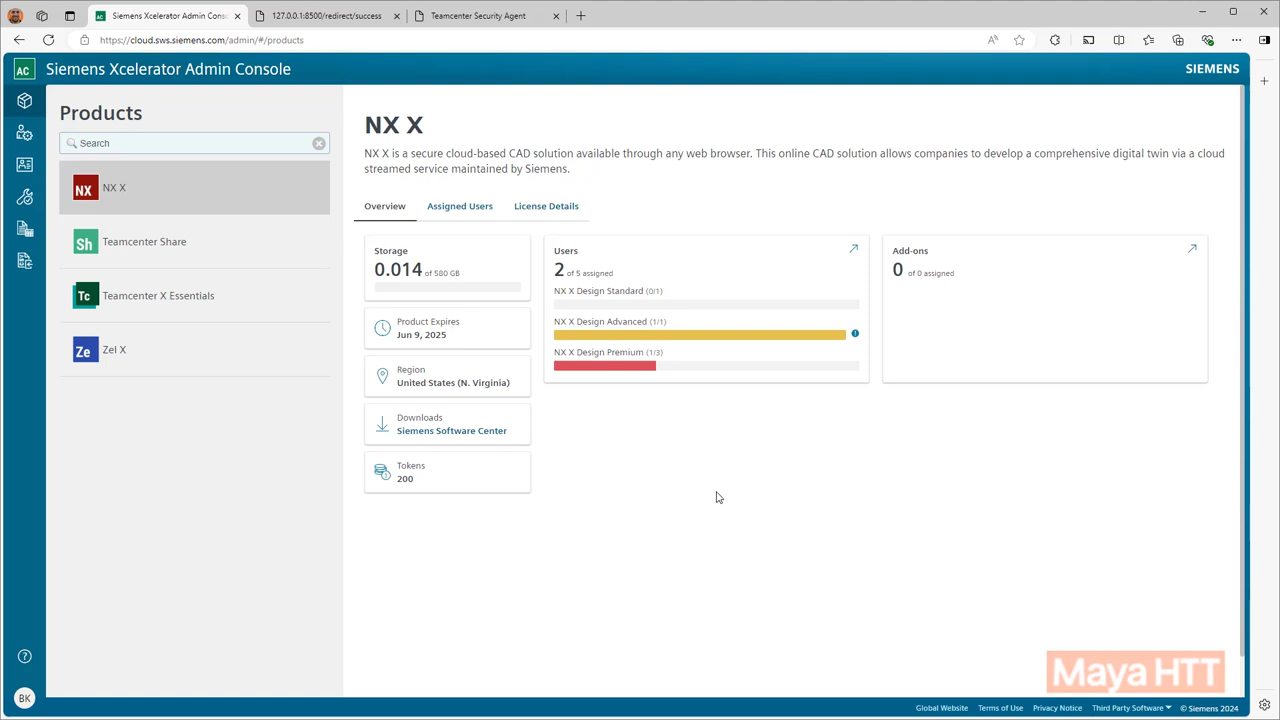 Siemens Xcelerator Admin Conso
127.0.0.1:8500/redirect/success
Teamcenter Security Agent
https://cloud.sws.siemens.com/admin/#/products
AC
Siemens Xcelerator Admin Console
SIEMENS
Products
Search
NX
NX X
Sh
Teamcenter Share
Tc
Teamcenter X Essentials
Ze
Zel X
NX X
NX X is a secure cloud-based CAD solution available through any web browser. This online CAD solution allows companies to develop a comprehensive digital twin via a cloud
streamed service maintained by Siemens.
Overview
Assigned Users
License Details
Storage
0.014 of 580 GB
Product Expires
Jun 9, 2025
Region
United States (N. Virginia)
Downloads
Siemens Software Center
Tokens
200
Users
2 of 5 assigned
NX X Design Standard (0/1)
NX X Design Advanced (1/1)
NX X Design Premium (1/3)
Add-ons
0 of 0 assigned
BK
Maya HTT
Global Website
Terms of Use
Privacy Notice
Third Party Software
© Siemens 2024